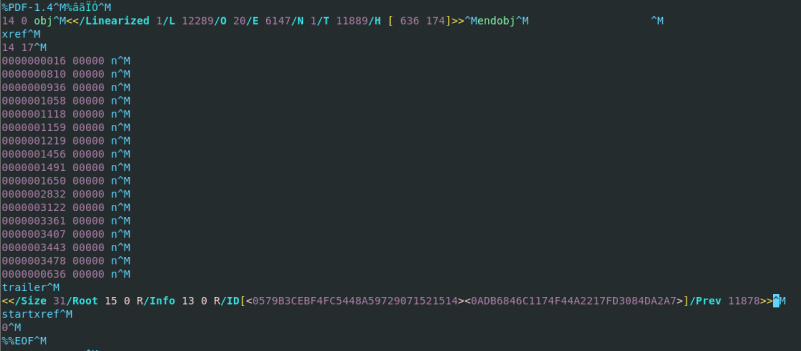 %PDF-1.4^M%âãÏÓ^M
14 0 obj^M<</Linearized 1/L 12289/O 20/E 6147/N 1/T 11889/H [ 636 174]>>^Mendobj^M                    ^M
xref^M
14 17^M
0000000016 00000 n^M
0000000810 00000 n^M
0000000936 00000 n^M
0000001058 00000 n^M
0000001118 00000 n^M
0000001159 00000 n^M
0000001219 00000 n^M
0000001456 00000 n^M
0000001491 00000 n^M
0000001650 00000 n^M
0000002832 00000 n^M
0000003122 00000 n^M
0000003361 00000 n^M
0000003407 00000 n^M
0000003443 00000 n^M
0000003478 00000 n^M
0000000636 00000 n^M
trailer^M
<</Size 31/Root 15 0 R/Info 13 0 R/ID[<0579B3CEBF4FC5448A59729071521514><0ADB6846C1174F44A2217FD3084DA2A7>]/Prev 11878>>^M
startxref^M
0^M
%%EOF^M